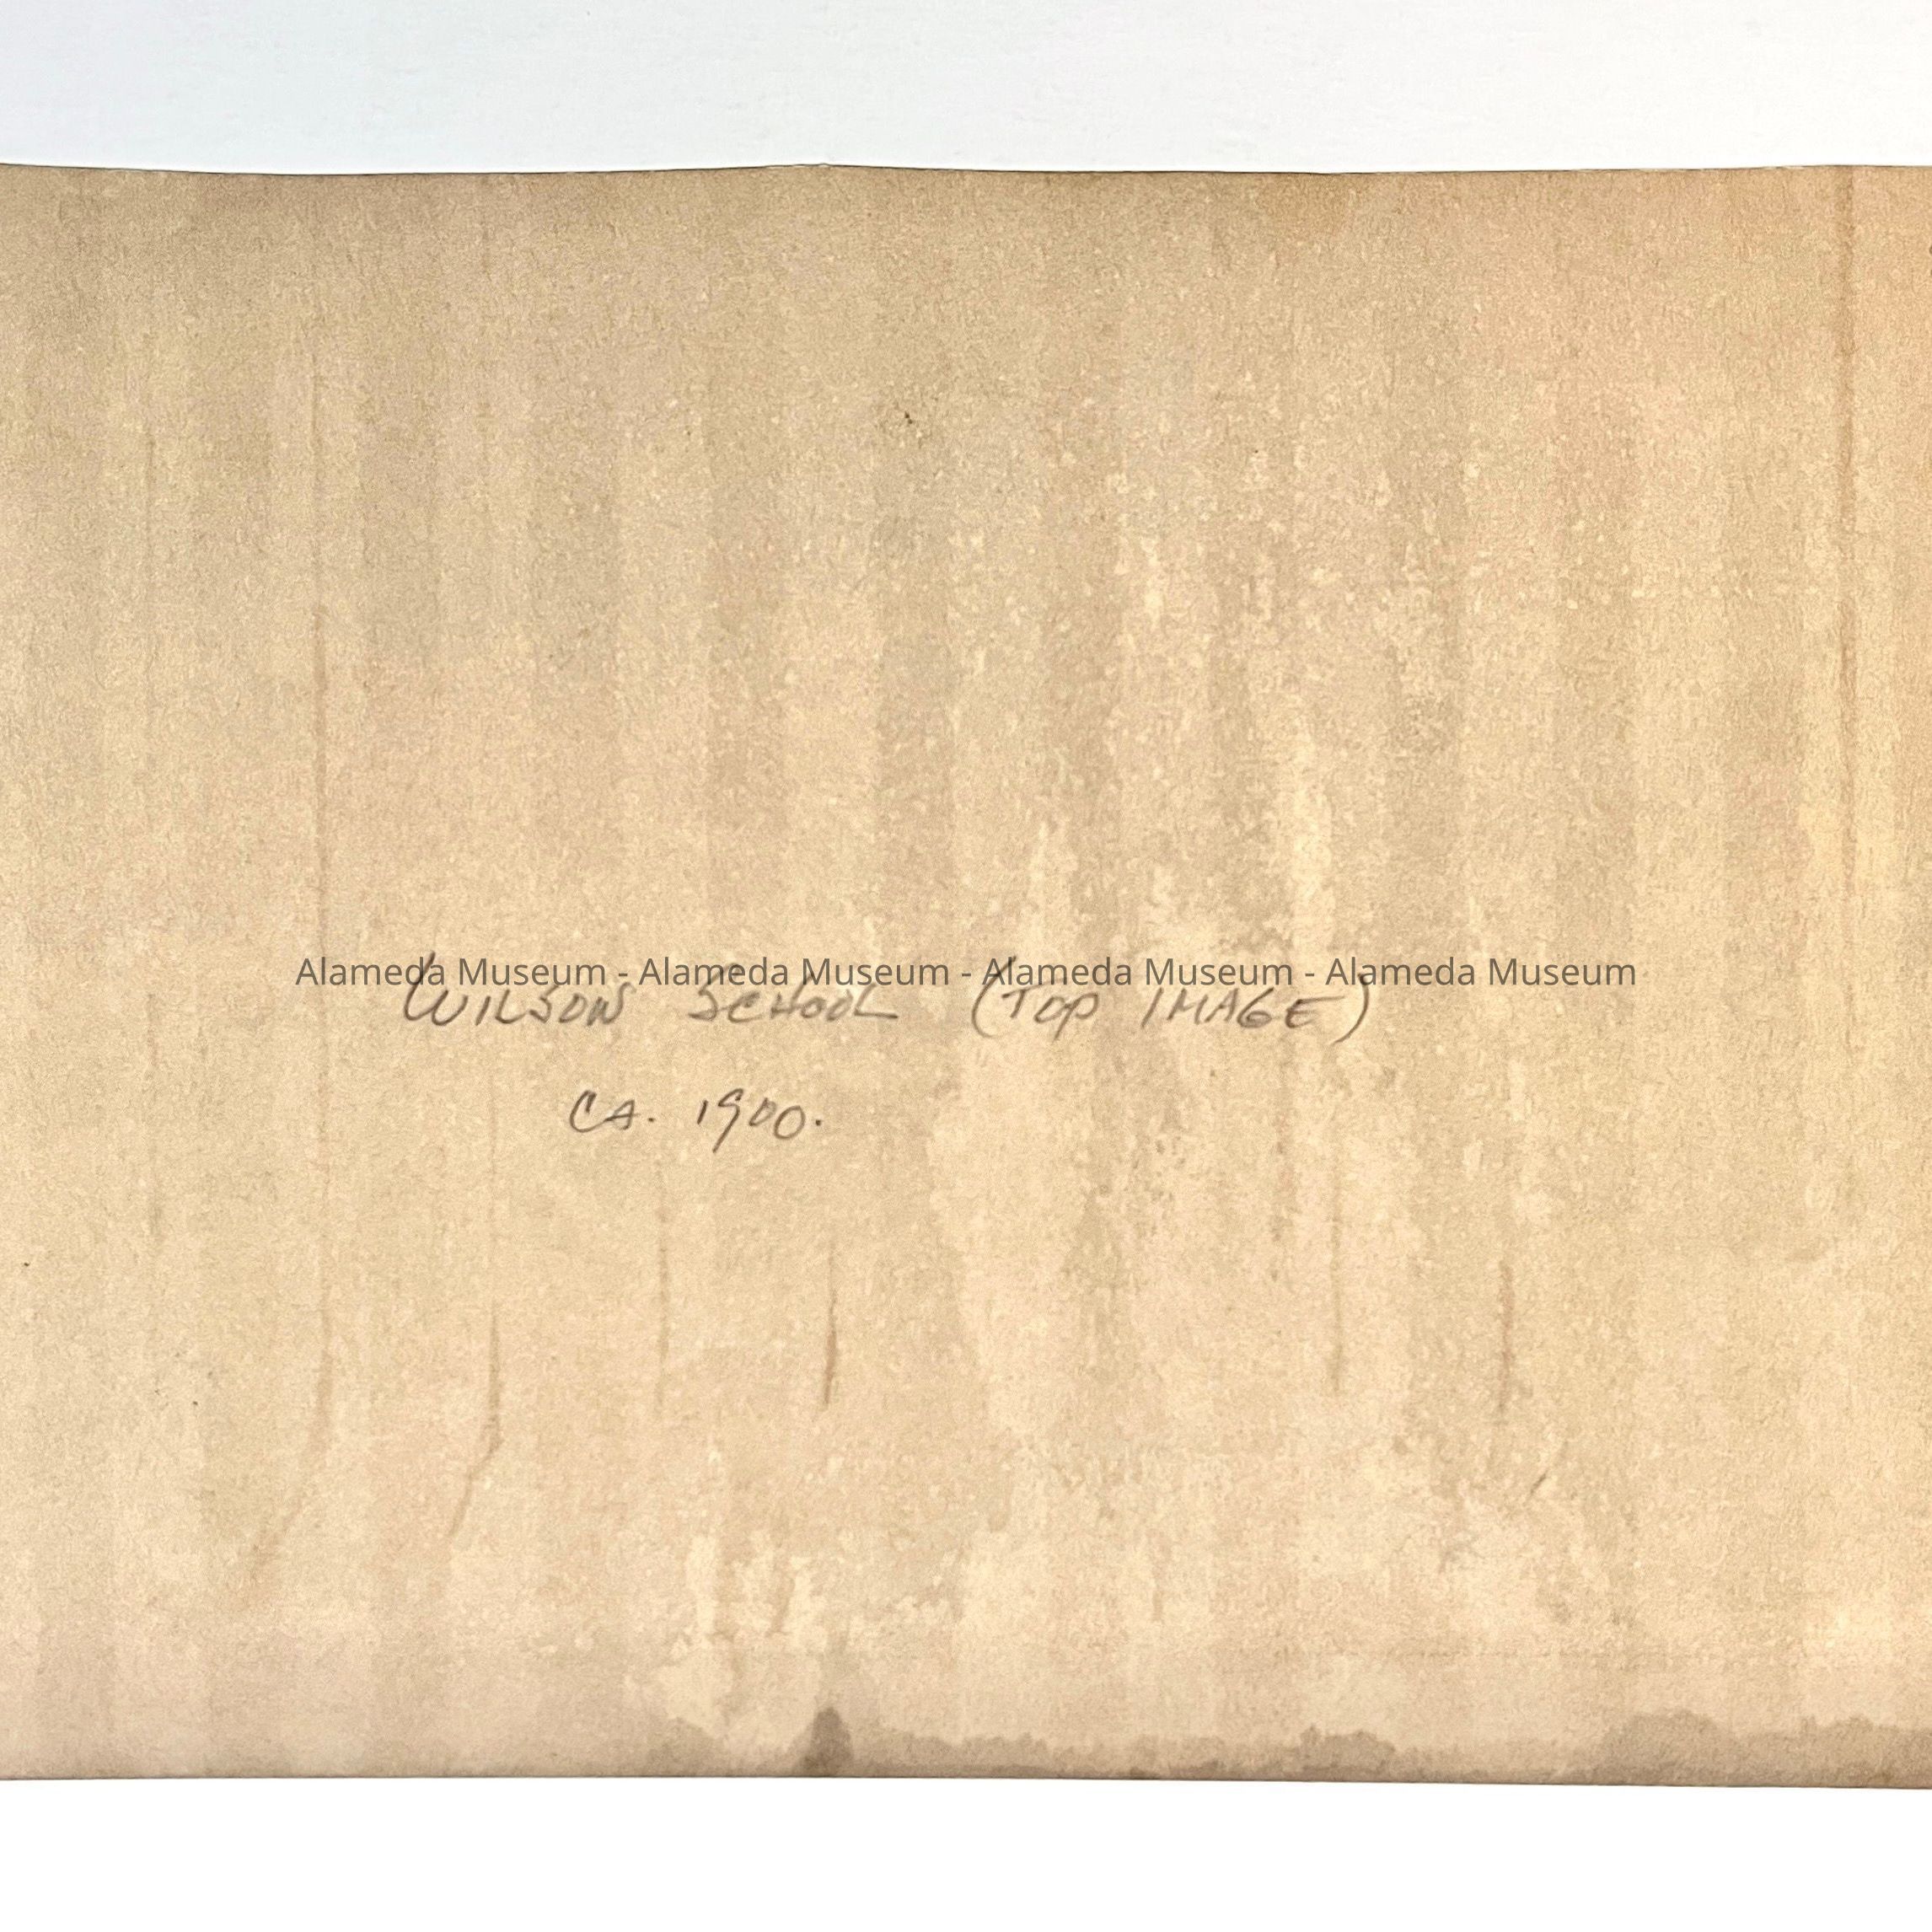 Alameda Museum - Alameda Museum - Alameda Museum - Alameda Museum
WILSON SCHOOL (TOP IMAGE)
CA. 1900.